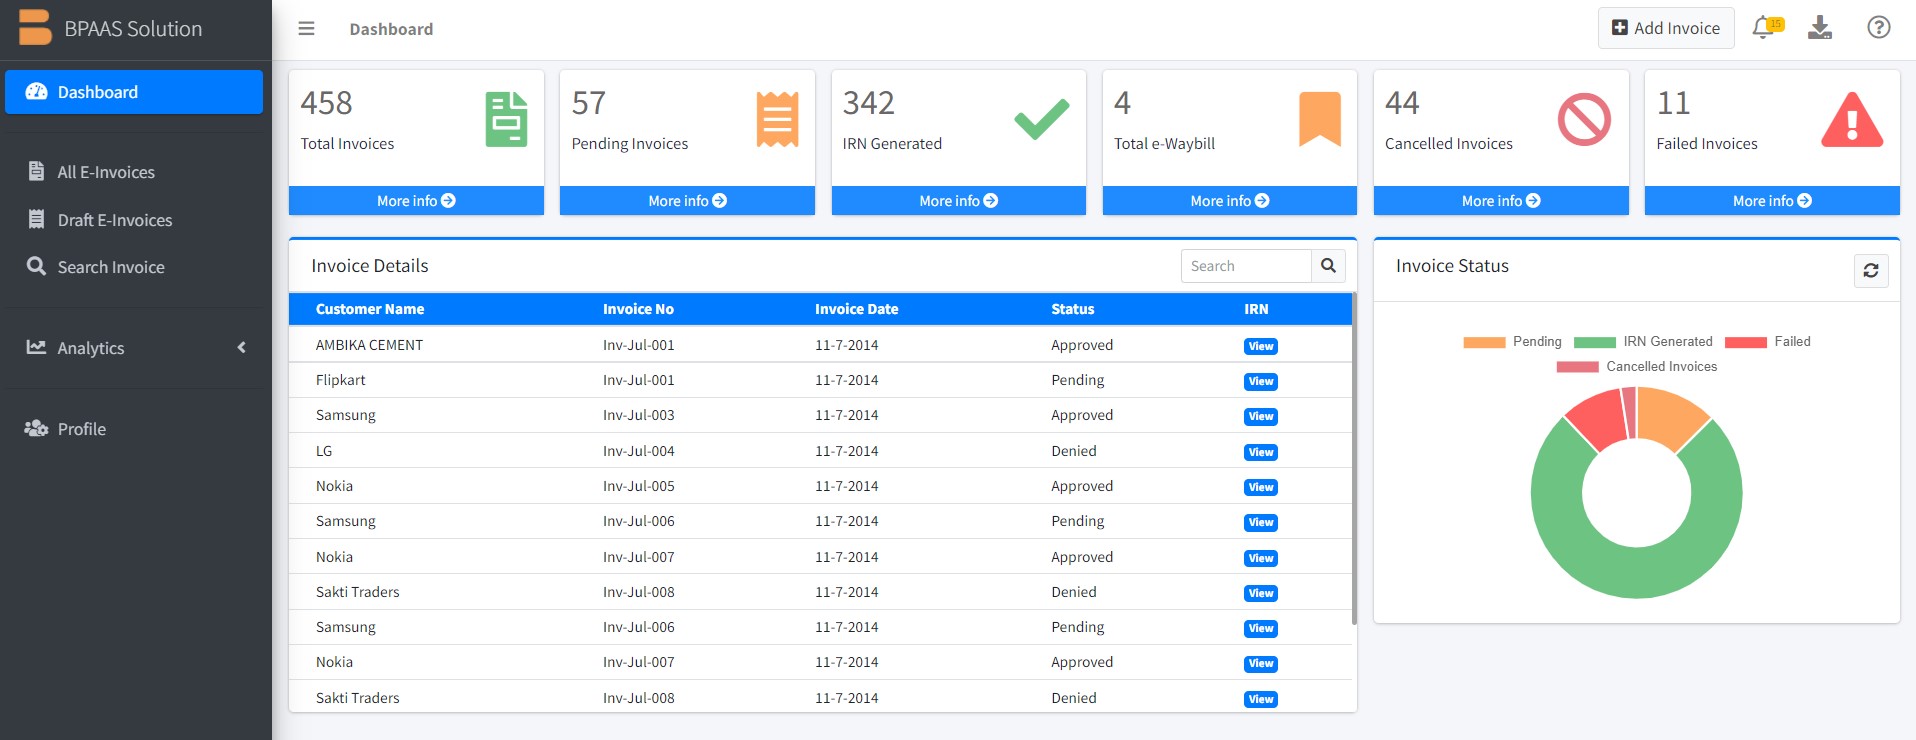 BPAAS Solution
Dashboard
Add Invoice
15
Dashboard
All E-Invoices
Draft E-Invoices
Search Invoice
Analytics
Profile
458
Total Invoices
More info
57
Pending Invoices
More info
342
IRN Generated
More info
4
Total e-Waybill
More info
44
Cancelled Invoices
More info
11
Failed Invoices
More info
Invoice Details
Search
Customer Name Invoice No Invoice Date Status IRN
AMBIKA CEMENT Inv-Jul-001 11-7-2014 Approved View
Flipkart Inv-Jul-001 11-7-2014 Pending View
Samsung Inv-Jul-003 11-7-2014 Approved View
LG Inv-Jul-004 11-7-2014 Denied View
Nokia Inv-Jul-005 11-7-2014 Approved View
Samsung Inv-Jul-006 11-7-2014 Pending View
Nokia Inv-Jul-007 11-7-2014 Approved View
Sakti Traders Inv-Jul-008 11-7-2014 Denied View
Samsung Inv-Jul-006 11-7-2014 Pending View
Nokia Inv-Jul-007 11-7-2014 Approved View
Sakti Traders Inv-Jul-008 11-7-2014 Denied View
Invoice Status
Pending IRN Generated Failed
Cancelled Invoices